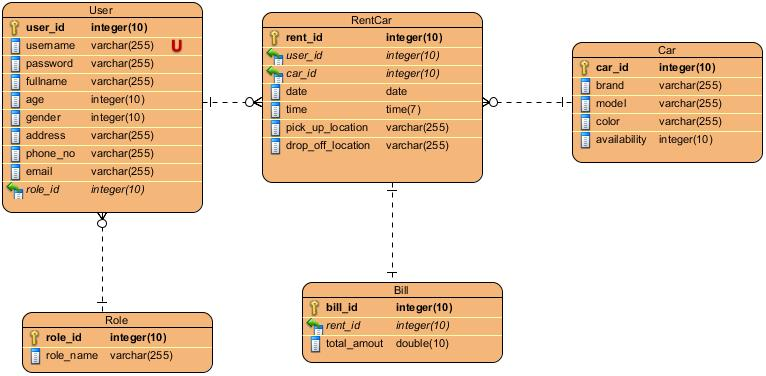 User
user_id integer(10)
username varchar(255) U
password varchar(255)
fullname varchar(255)
age integer(10)
gender integer(10)
address varchar(255)
phone_no varchar(255)
email varchar(255)
role_id integer(10)
RentCar
rent_id integer(10)
user_id integer(10)
car_id integer(10)
date date
time time(7)
pick_up_location varchar(255)
drop_off_location varchar(255)
Car
car_id integer(10)
brand varchar(255)
model varchar(255)
color varchar(255)
availability integer(10)
Role
role_id integer(10)
role_name varchar(255)
Bill
bill_id integer(10)
rent_id integer(10)
total_amout double(10)